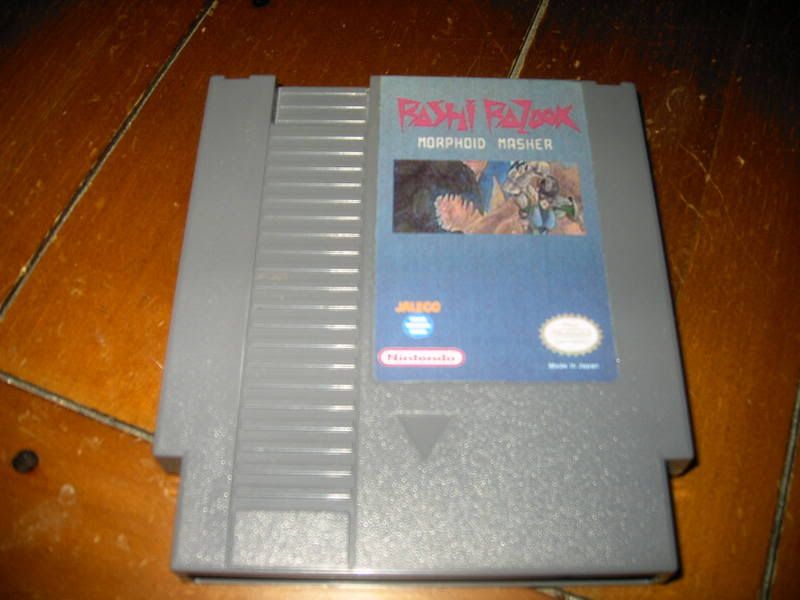 BASHI BAZOOK
MORPHOID MASHER
JALECO
Nintendo
Made in Japan